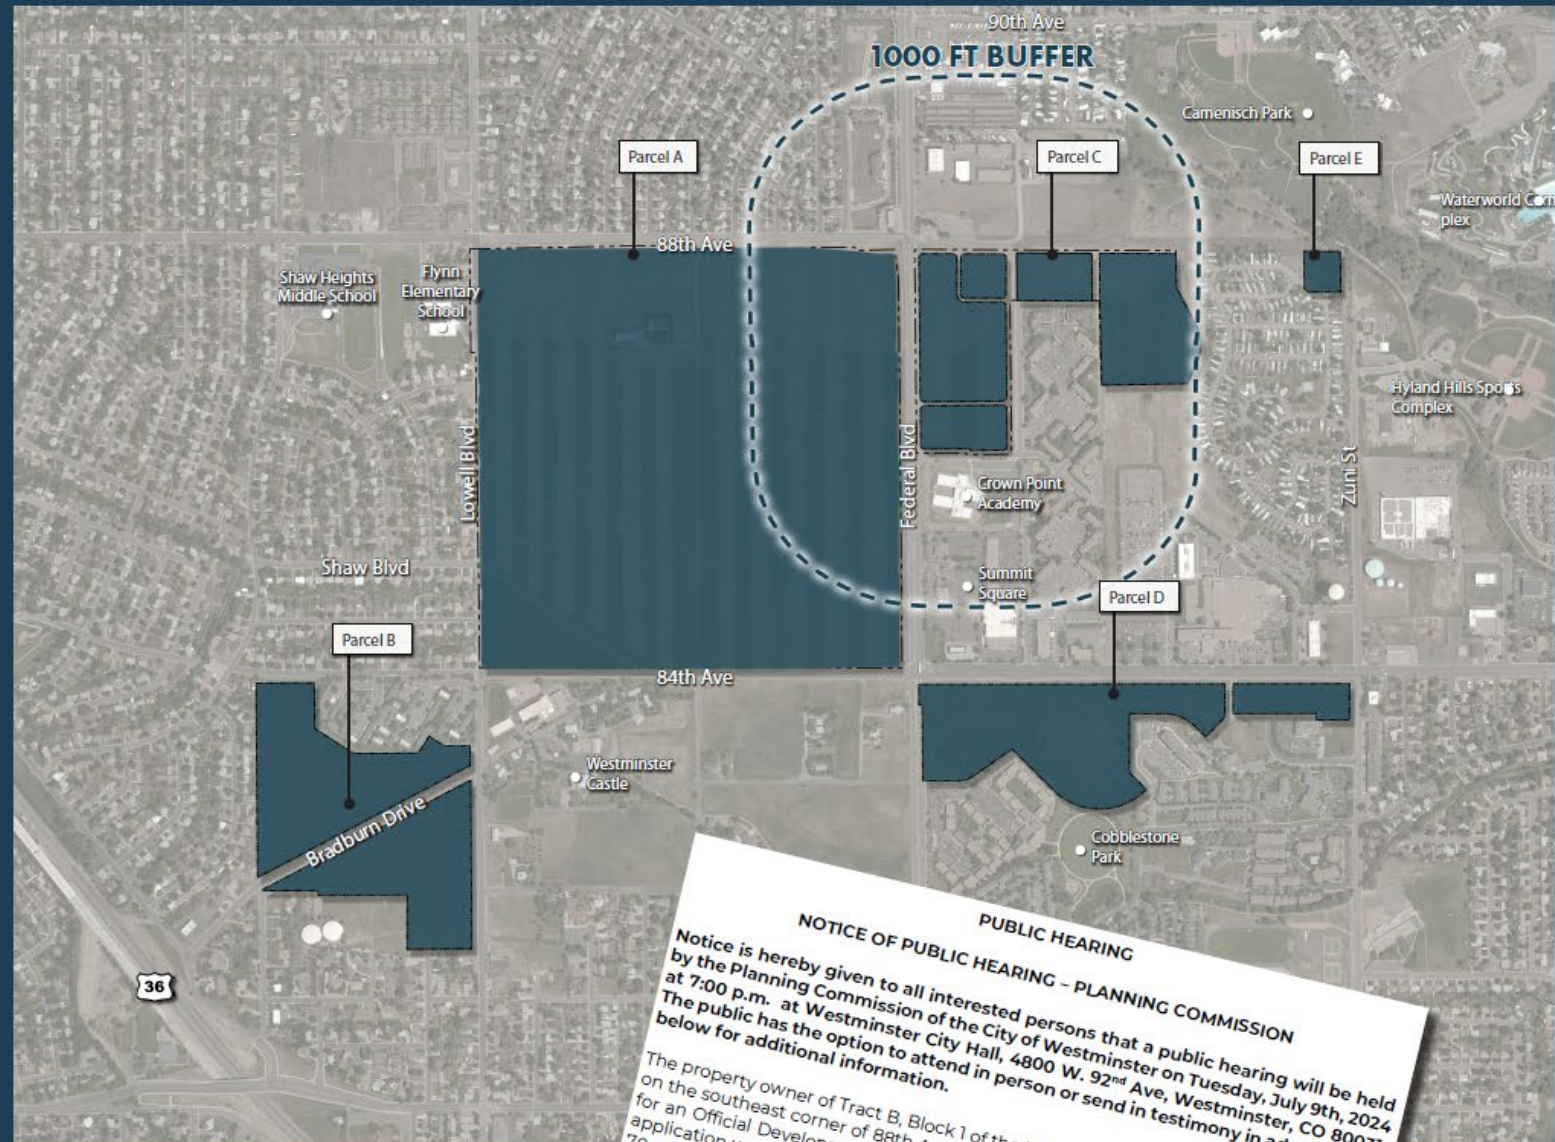 90th Ave
1000 FT BUFFER
Camenisch Park
Parcel A
Parcel C
Parcel E
Waterworld Com
plex
88th Ave
Shaw Heights
Middle School
Flynn
Elementary
School
Hyland Hills Sports
Complex
Lowell Blvd
Federal Blvd
Zuni St
Crown Point
Academy
Shaw Blvd
Summit
Square
Parcel D
Parcel B
84th Ave
Westminster
Castle
Bradburn Drive
Cobblestone
Park
36
PUBLIC HEARING
NOTICE OF PUBLIC HEARING – PLANNING COMMISSION
Notice is hereby given to all interested persons that a public hearing will be held
by the Planning Commission of the City of Westminster on Tuesday, July 9th, 2024
at 7:00 p.m. at Westminster City Hall, 4800 W. 92nd Ave, Westminster, CO
The public has the option to attend in person or send in testimony in
below for additional information.
The property owner of Tract B, Block 1 of the
on the southeast corner of 88th
for an Official
application